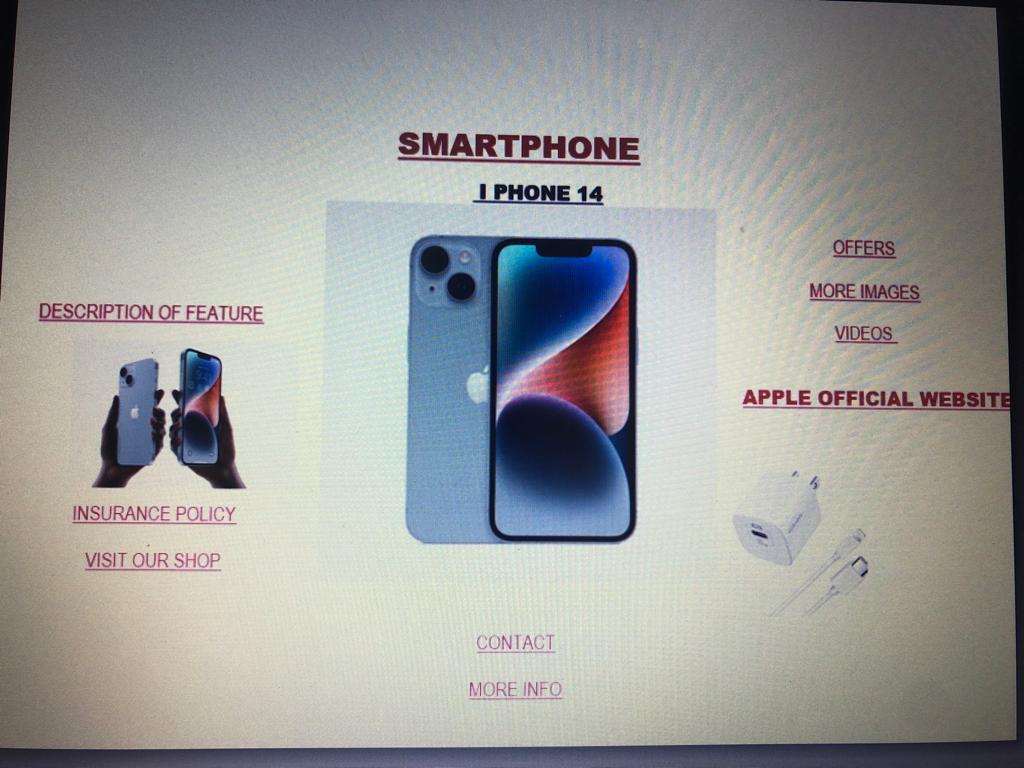 SMARTPHONE
I PHONE 14
DESCRIPTION OF FEATURE
INSURANCE POLICY
VISIT OUR SHOP
OFFERS
MORE IMAGES
VIDEOS
APPLE OFFICIAL WEBSITE
CONTACT
MORE INFO